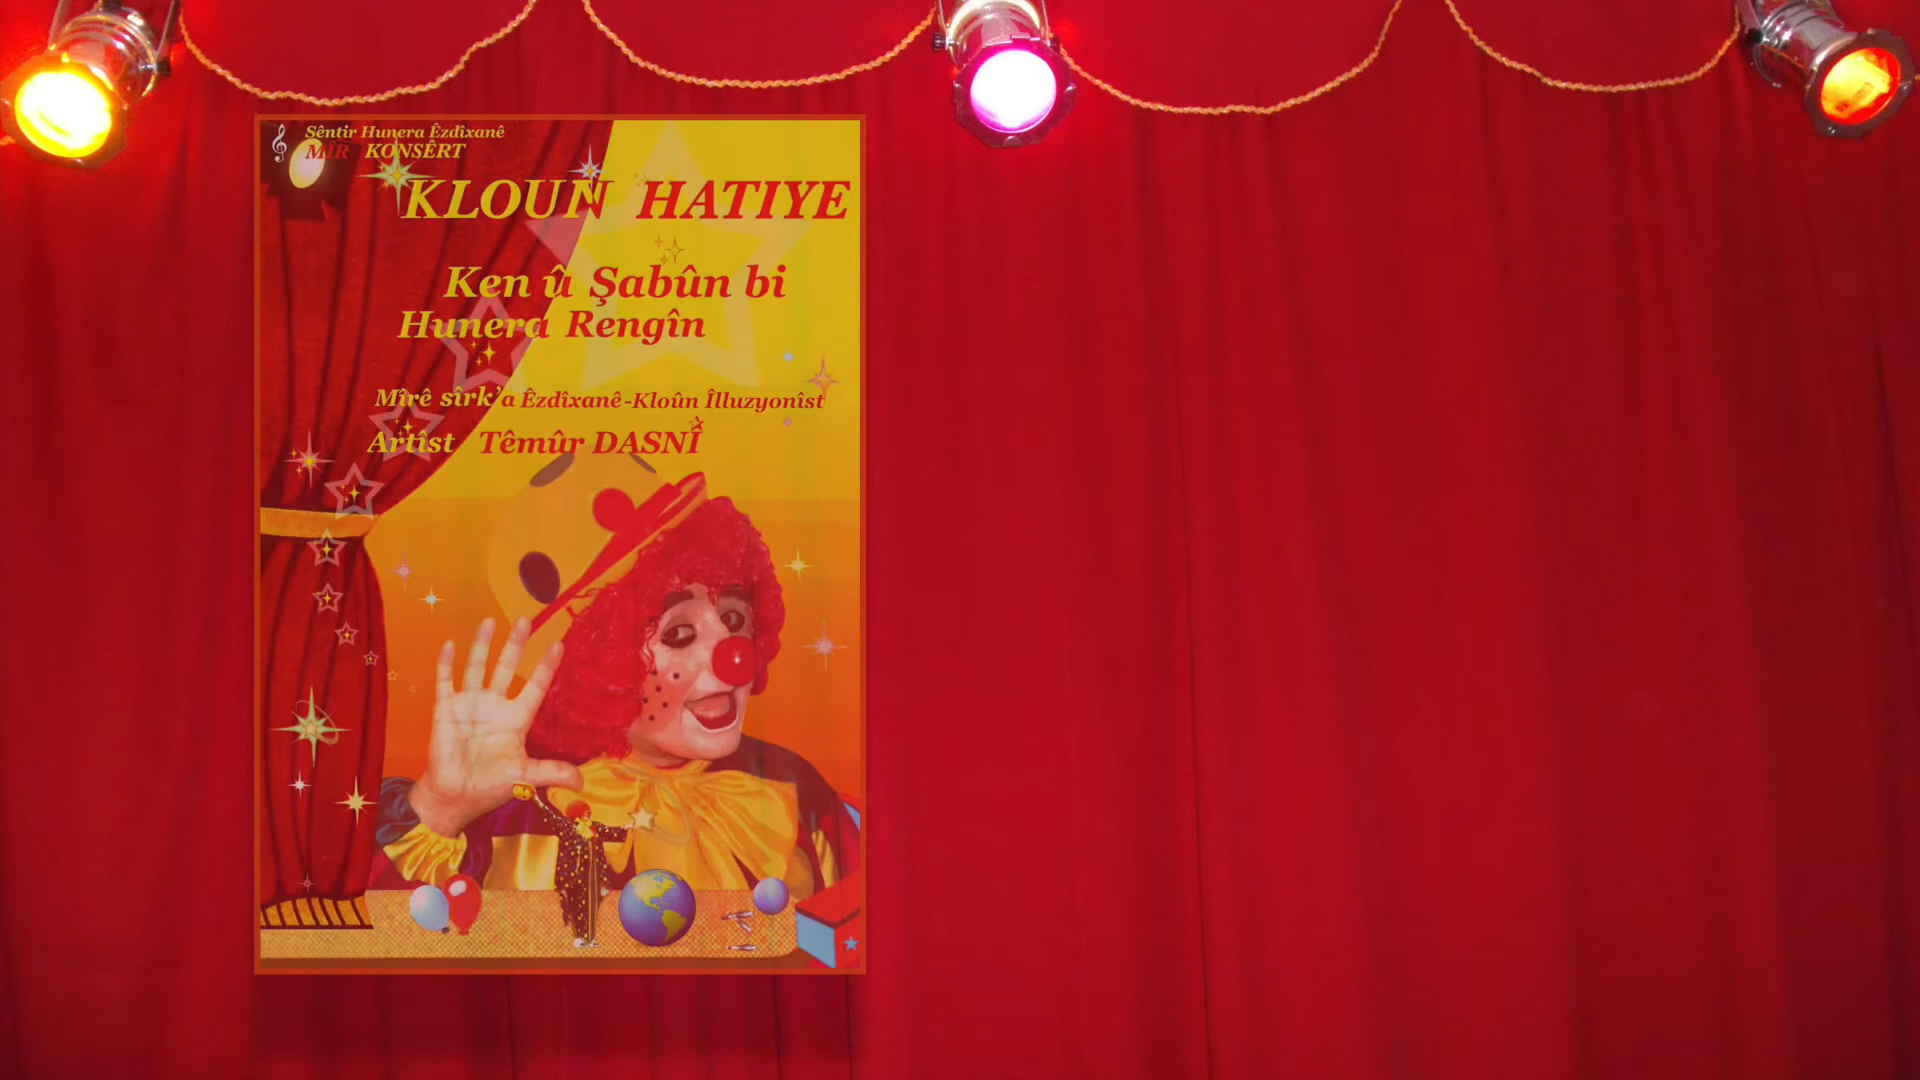 Sêntir Hunera Êzdîxanê
MÎR KONSÊRT
KLOUN HATIYE
Ken û Şabûn bi
Hunera Rengîn
Mîrê sîrk'a Êzdîxanê-Kloûn Îlluzyonîst
Artîst Têmûr DASNÎ